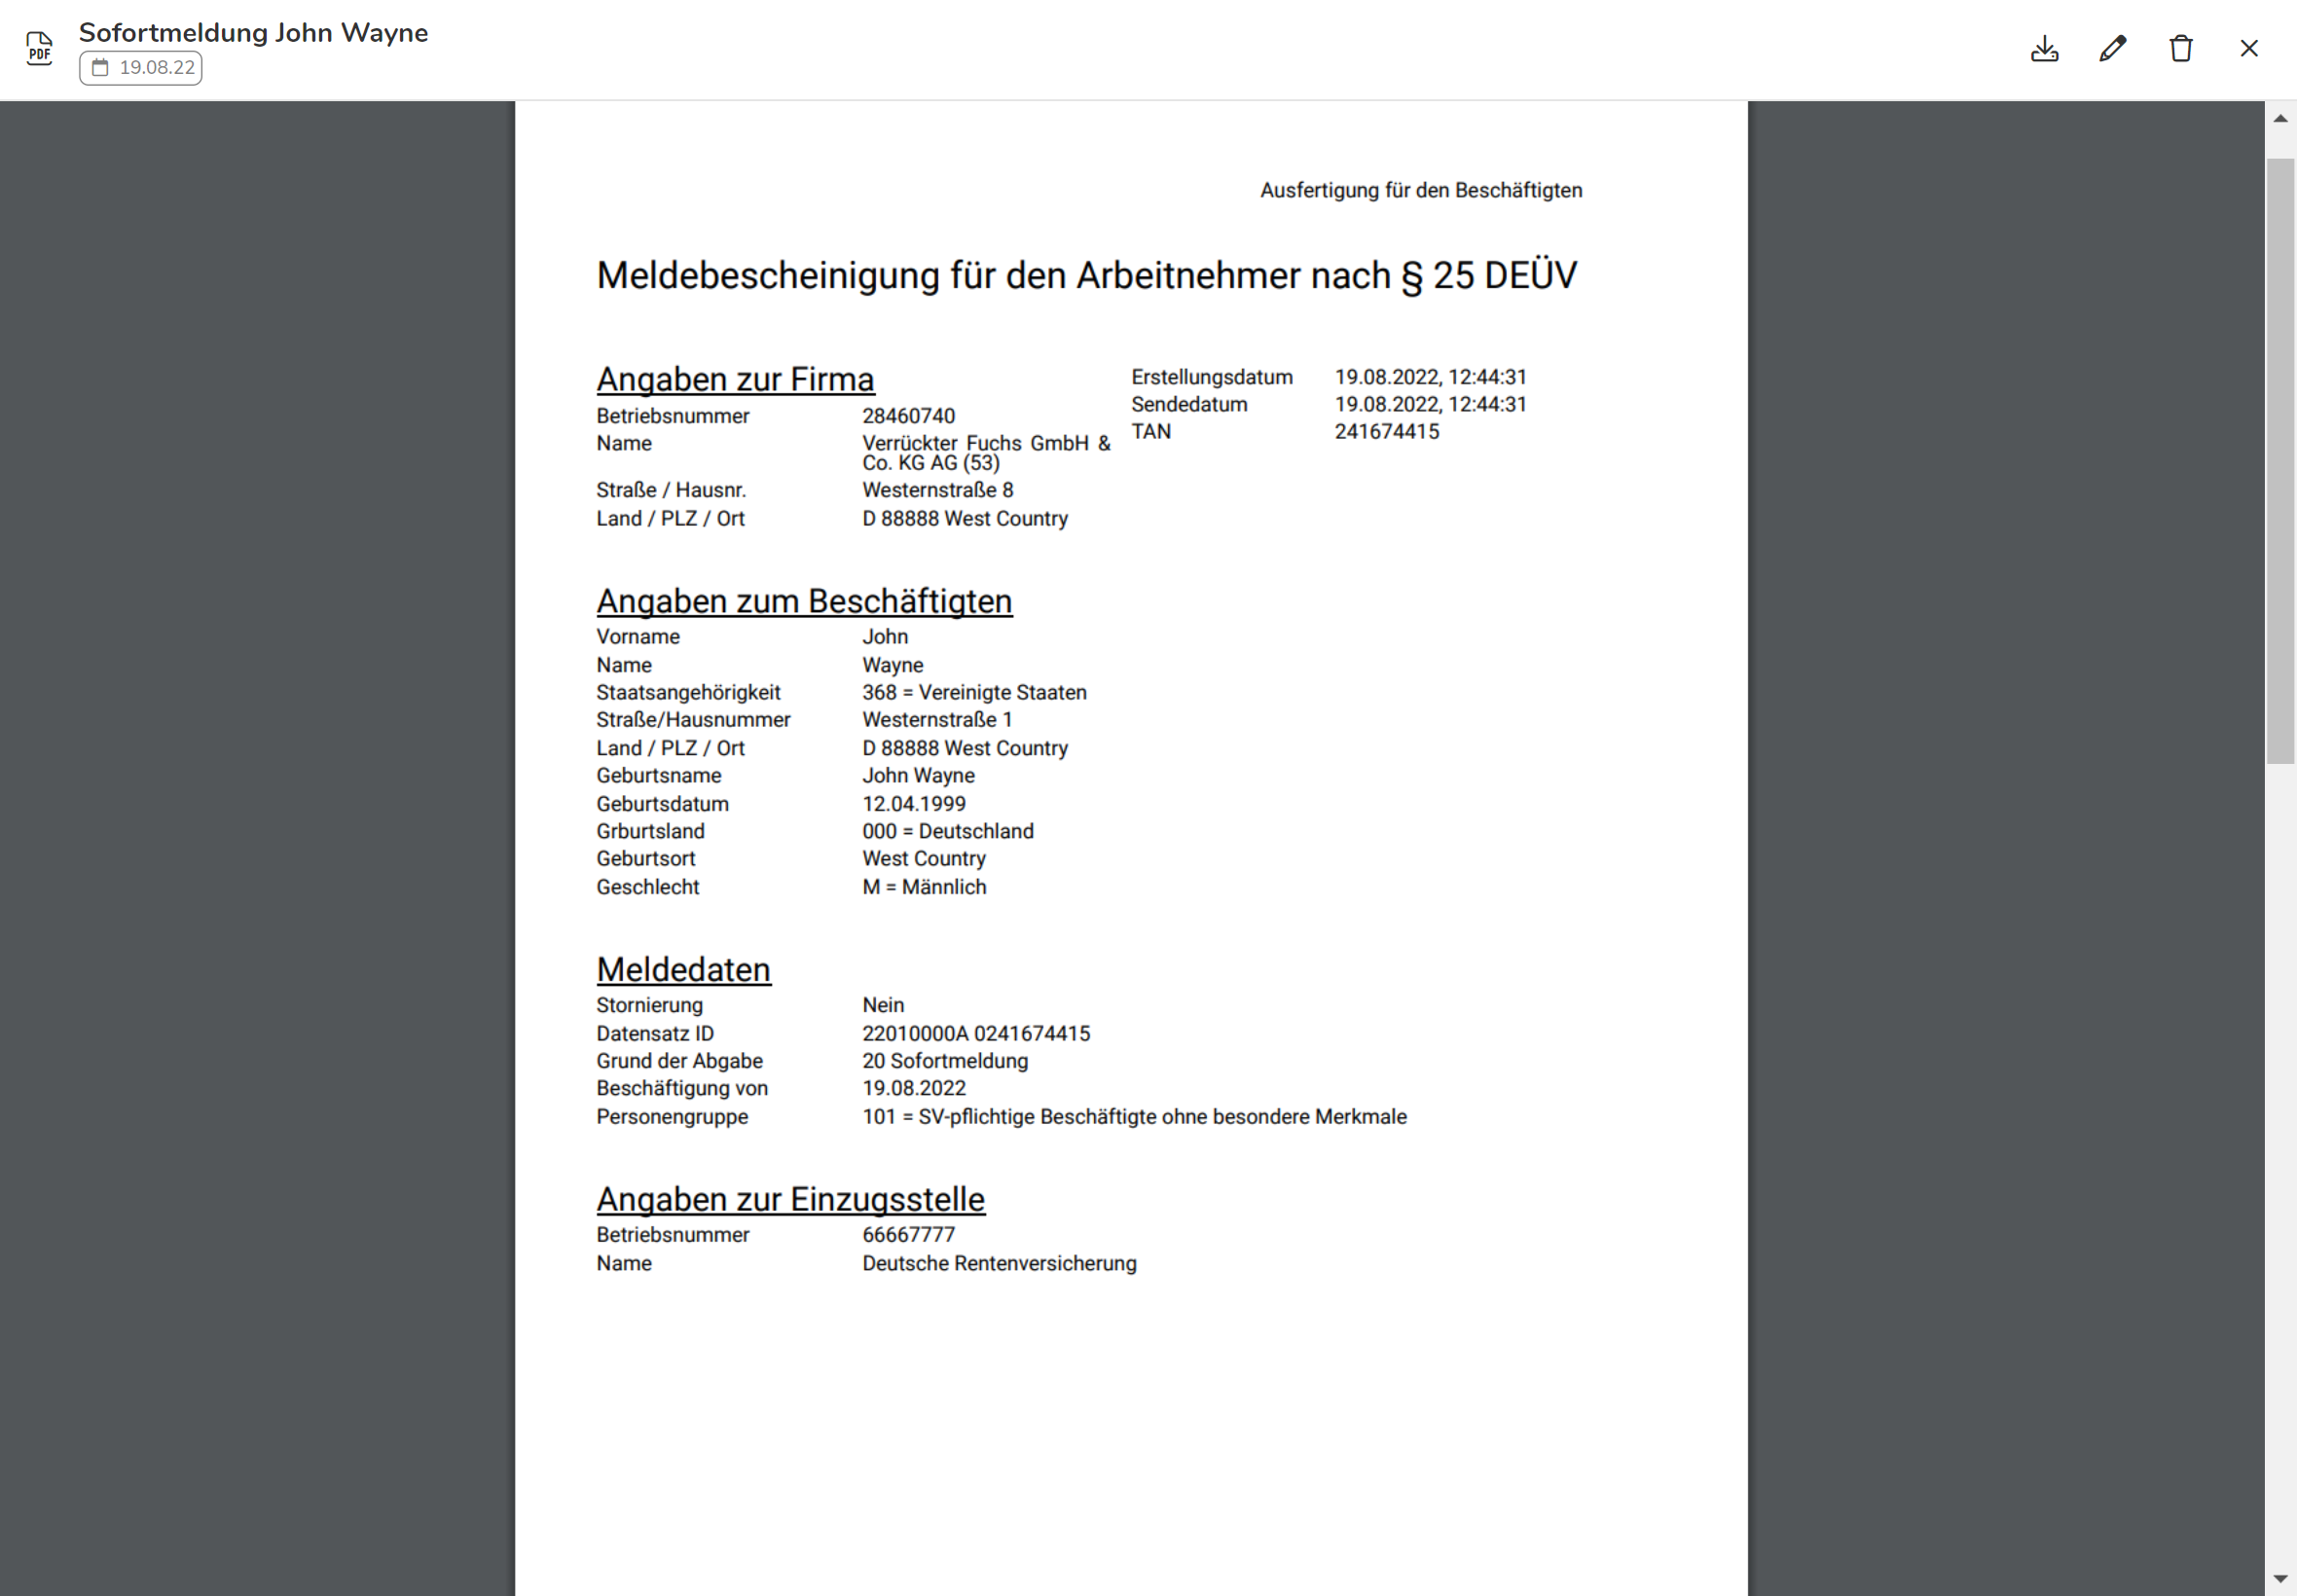 PDF
Sofortmeldung John Wayne
19.08.22
Ausfertigung für den Beschäftigten
Meldebescheinigung für den Arbeitnehmer nach § 25 DEÜV
Angaben zur Firma
Betriebsnummer 28460740
Name Verrückter Fuchs GmbH &
Co. KG AG (53)
Straße / Hausnr. Westernstraße 8
Land / PLZ / Ort D 88888 West Country
Erstellungsdatum 19.08.2022, 12:44:31
Sendedatum 19.08.2022, 12:44:31
TAN 241674415
Angaben zum Beschäftigten
Vorname John
Name Wayne
Staatsangehörigkeit 368 = Vereinigte Staaten
Straße/Hausnummer Westernstraße 1
Land / PLZ / Ort D 88888 West Country
Geburtsname John Wayne
Geburtsdatum 12.04.1999
Grburtsland 000 = Deutschland
Geburtsort West Country
Geschlecht M = Männlich
Meldedaten
Stornierung Nein
Datensatz ID 22010000A 0241674415
Grund der Abgabe 20 Sofortmeldung
Beschäftigung von 19.08.2022
Personengruppe 101 = SV-pflichtige Beschäftigte ohne besondere Merkmale
Angaben zur Einzugsstelle
Betriebsnummer 66667777
Name Deutsche Rentenversicherung